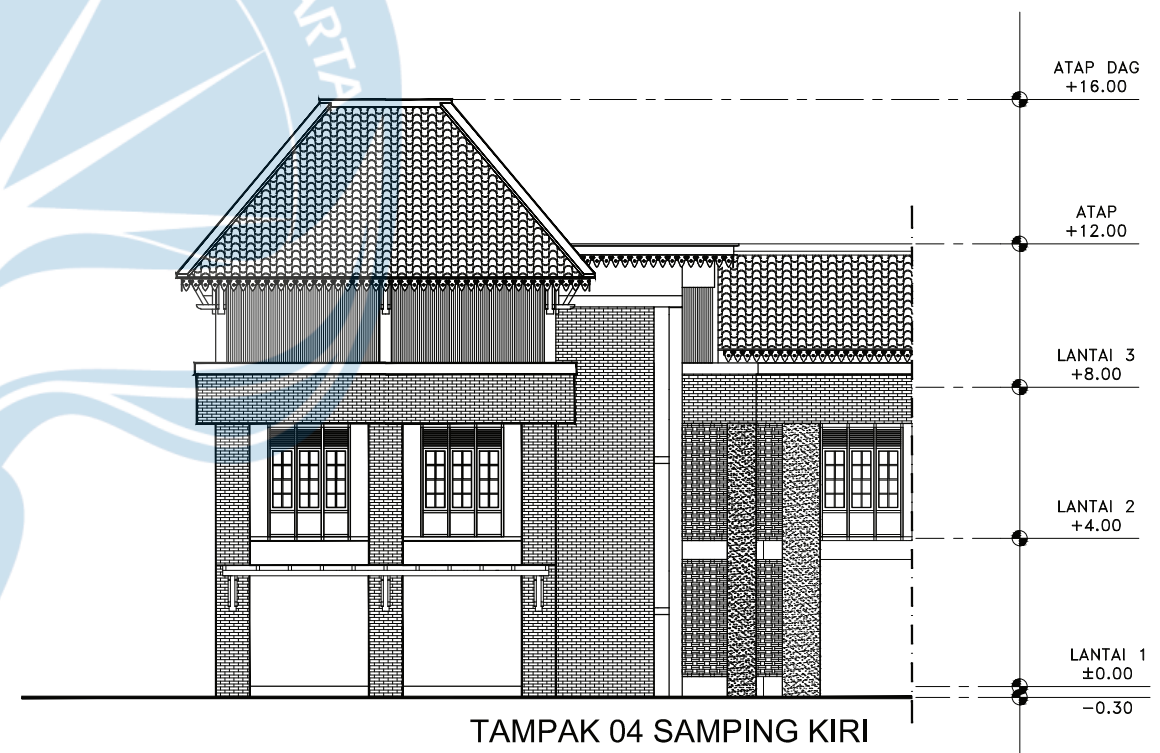 ARTA
ATAP DAG
+16.00
ATAP
+12.00
LANTAI 3
+8.00
LANTAI 2
+4.00
LANTAI 1
±0.00
-0.30
TAMPAK 04 SAMPING KIRI